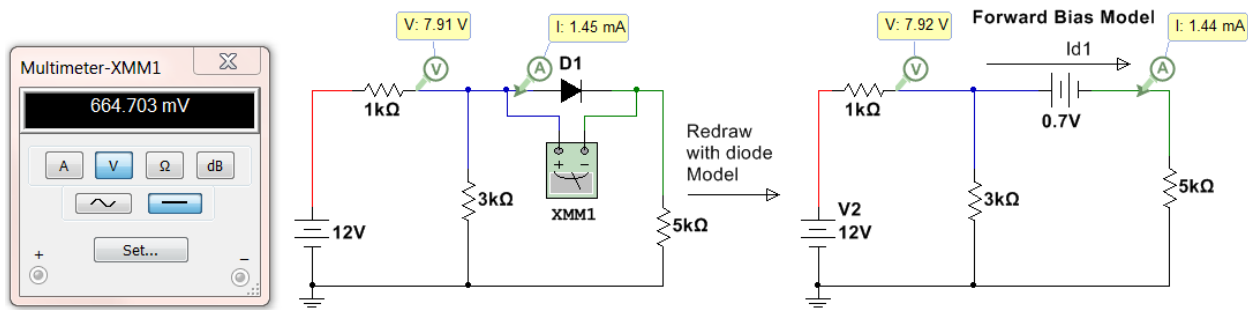 Multimeter-XMM1
664.703 mV
A
V
Ω
dB
Set...
+
−
V: 7.91 V
I: 1.45 mA
V
A
D1
1kΩ
+ −
XMM1
3kΩ
5kΩ
12V
Redraw
with diode
Model
Forward Bias Model
V: 7.92 V
I: 1.44 mA
Id1
V
A
1kΩ
0.7V
3kΩ
5kΩ
V2
12V